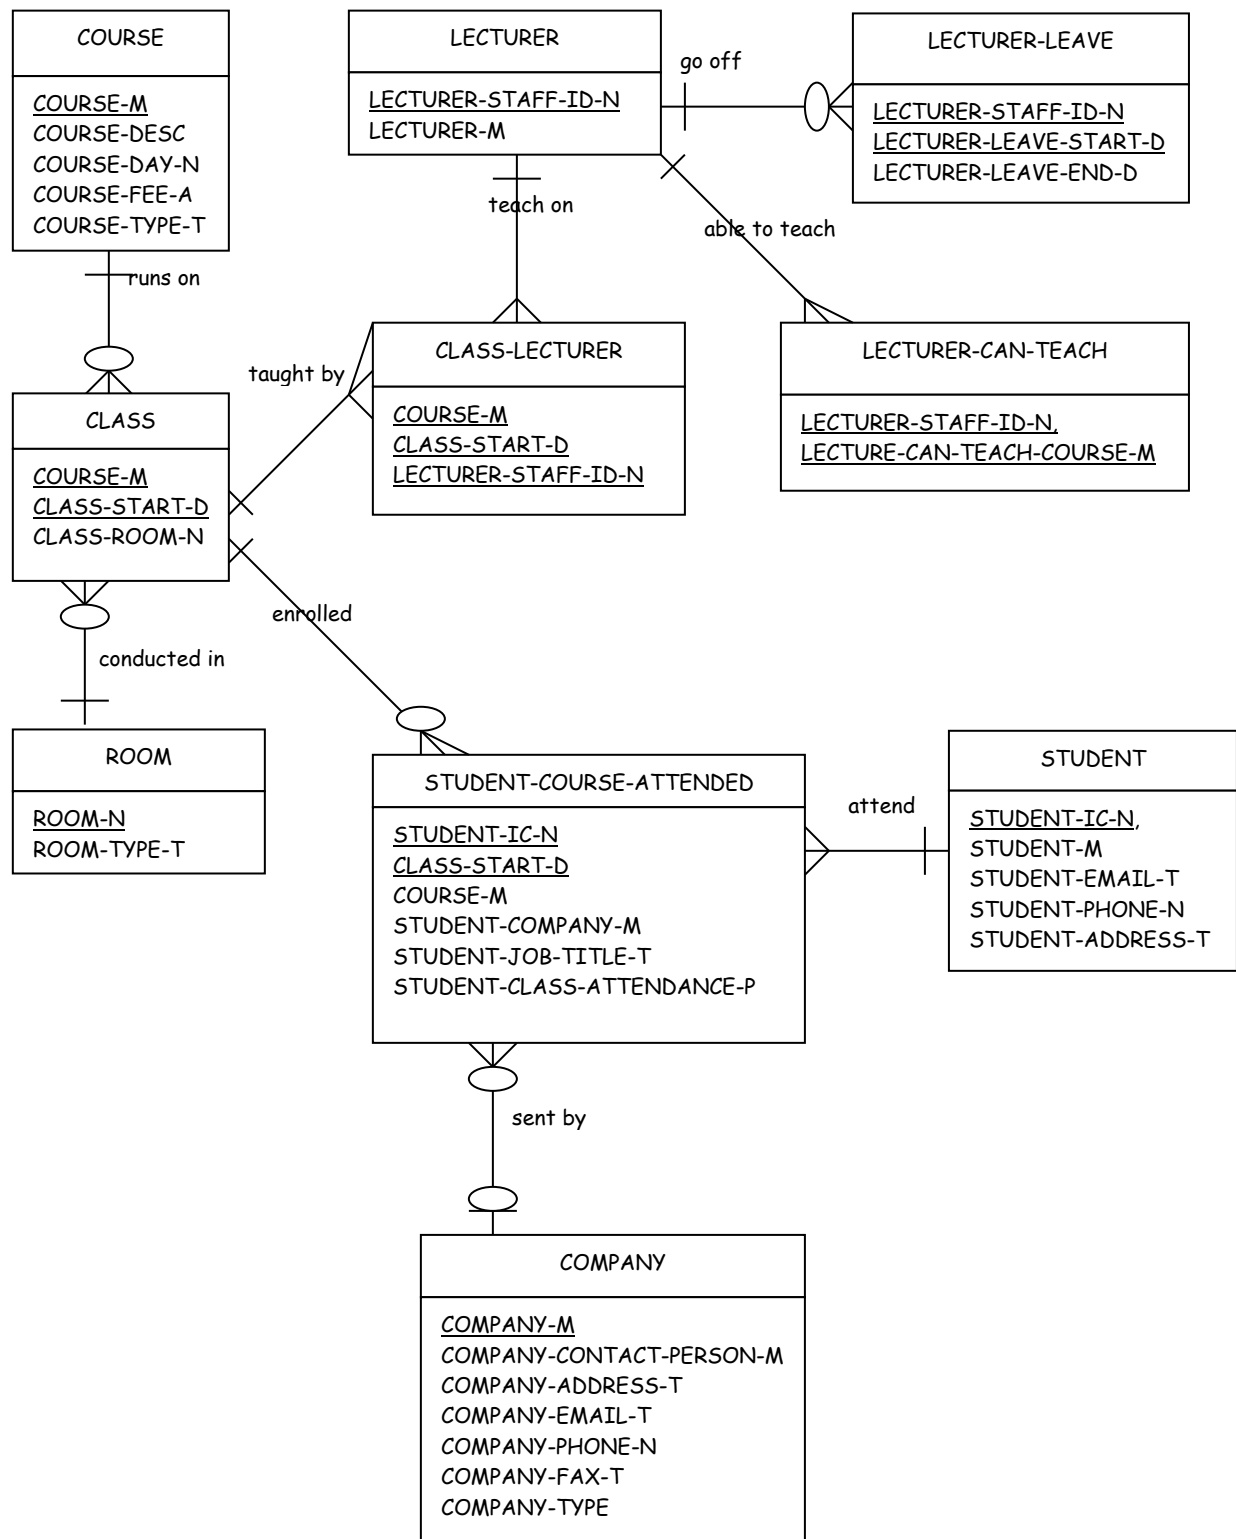 COURSE
COURSE-M
COURSE-DESC
COURSE-DAY-N
COURSE-FEE-A
COURSE-TYPE-T
LECTURER
LECTURER-STAFF-ID-N
LECTURER-M
go off
LECTURER-LEAVE
LECTURER-STAFF-ID-N
LECTURER-LEAVE-START-D
LECTURER-LEAVE-END-D
teach on
able to teach
runs on
taught by
CLASS-LECTURER
COURSE-M
CLASS-START-D
LECTURER-STAFF-ID-N
LECTURER-CAN-TEACH
LECTURER-STAFF-ID-N,
LECTURE-CAN-TEACH-COURSE-M
CLASS
COURSE-M
CLASS-START-D
CLASS-ROOM-N
enrolled
conducted in
ROOM
ROOM-N
ROOM-TYPE-T
STUDENT-COURSE-ATTENDED
STUDENT-IC-N
CLASS-START-D
COURSE-M
STUDENT-COMPANY-M
STUDENT-JOB-TITLE-T
STUDENT-CLASS-ATTENDANCE-P
attend
STUDENT
STUDENT-IC-N,
STUDENT-M
STUDENT-EMAIL-T
STUDENT-PHONE-N
STUDENT-ADDRESS-T
sent by
COMPANY
COMPANY-M
COMPANY-CONTACT-PERSON-M
COMPANY-ADDRESS-T
COMPANY-EMAIL-T
COMPANY-PHONE-N
COMPANY-FAX-T
COMPANY-TYPE